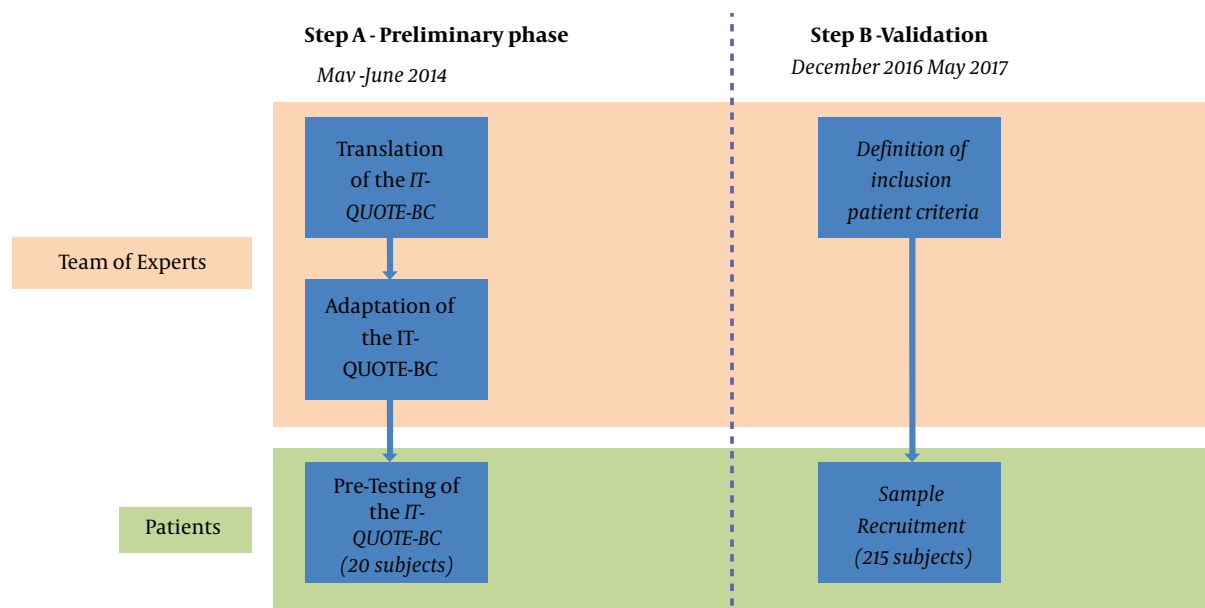 Step A - Preliminary phase
Mav -June 2014
Step B -Validation
December 2016 May 2017
Team of Experts
Translation
of the IT-
QUOTE-BC
Adaptation of
the IT-
QUOTE-BC
Definition of
inclusion
patient criteria
Patients
Pre-Testing of
the IT-
QUOTE-BC
(20 subjects)
Sample
Recruitment
(215 subjects)